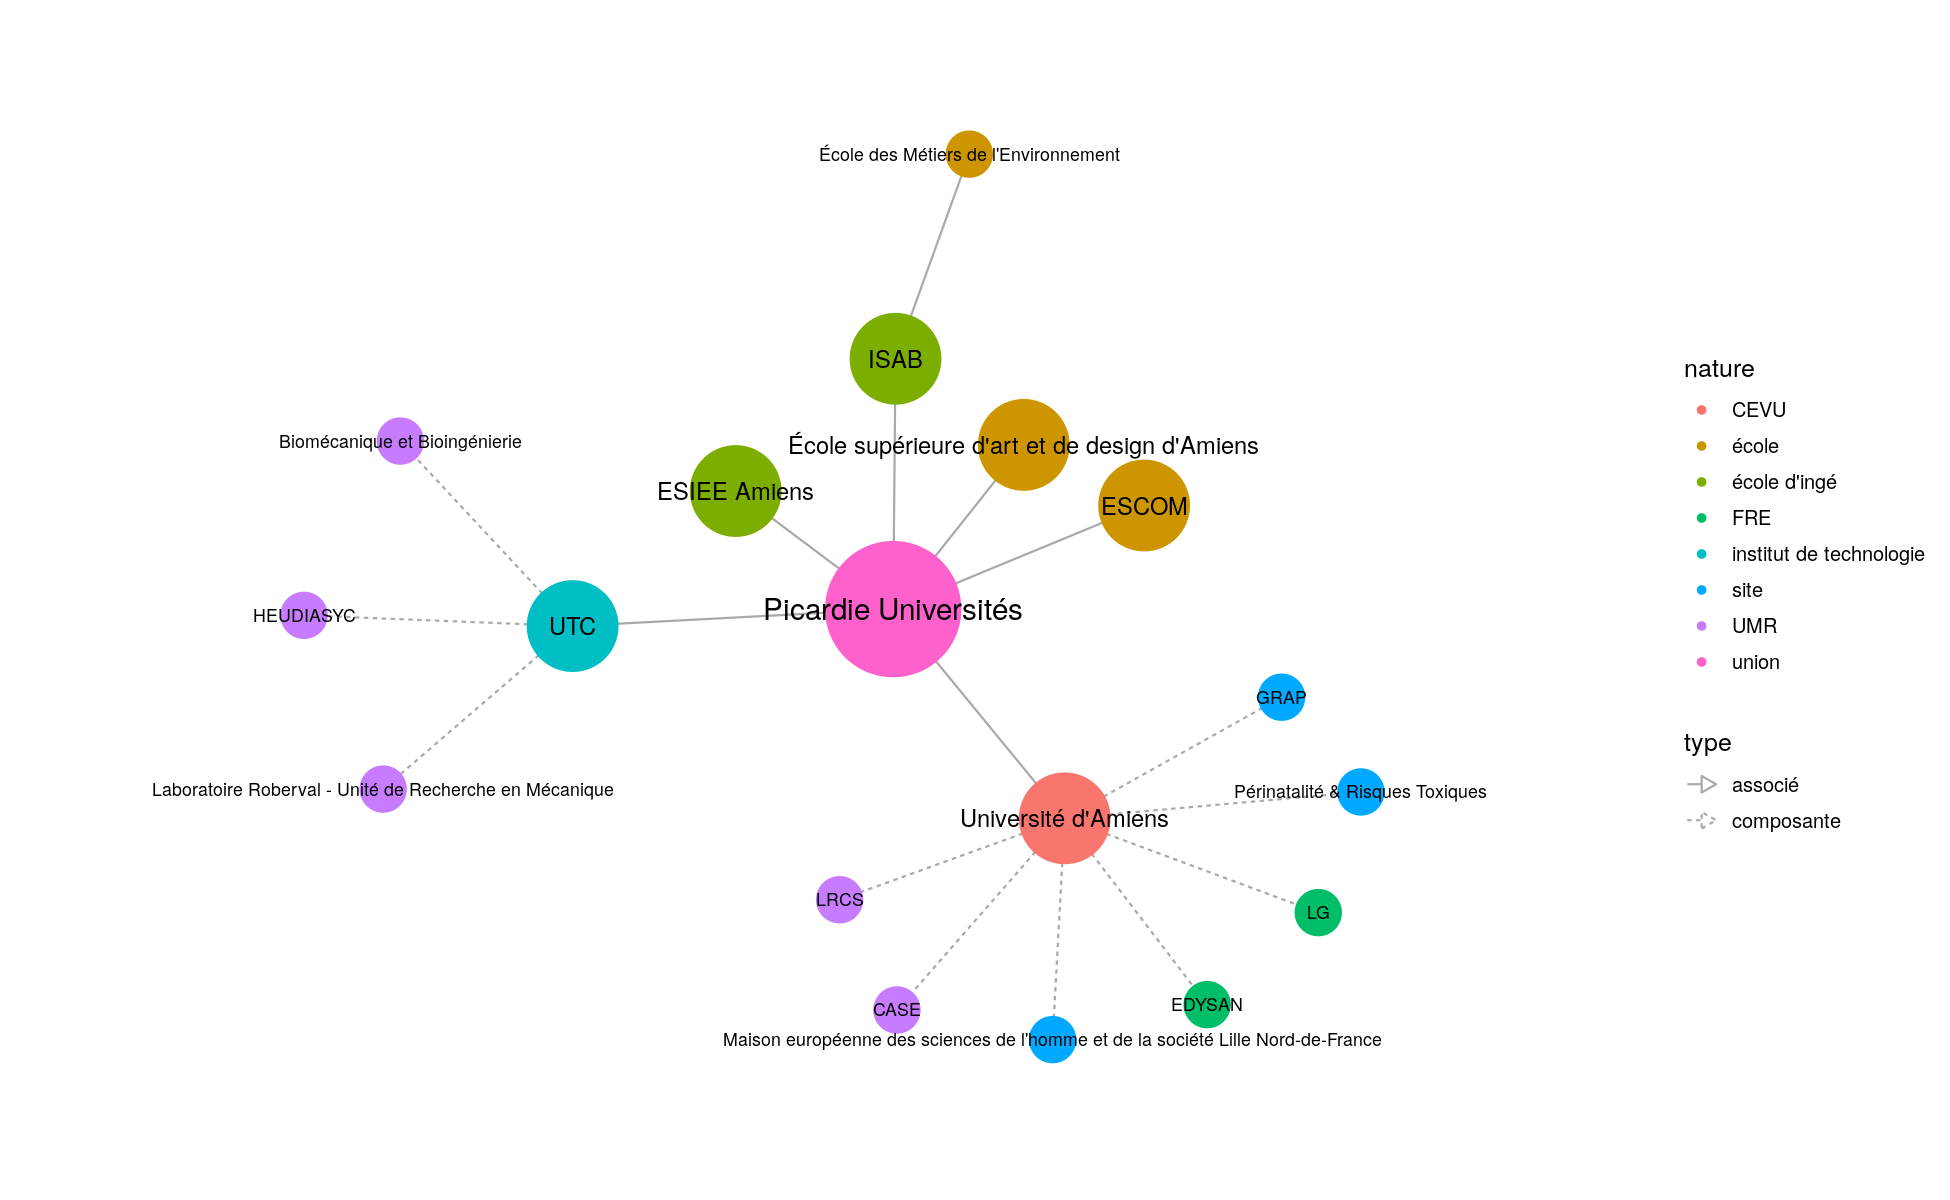 École des Métiers de l'Environnement
ISAB
École supérieure d'art et de design d'Amiens
ESIEE Amiens
ESCOM
Biomécanique et Bioingénierie
HEUDIASYC
UTC
Picardie Universités
Laboratoire Roberval - Unité de Recherche en Mécanique
GRAP
Périnatalité & Risques Toxiques
Université d'Amiens
LRCS
LG
CASE
EDYSAN
Maison européenne des sciences de l'homme et de la société Lille Nord-de-France
nature
CEVU
école
école d'ingé
FRE
institut de technologie
site
UMR
union
type
associé
composante